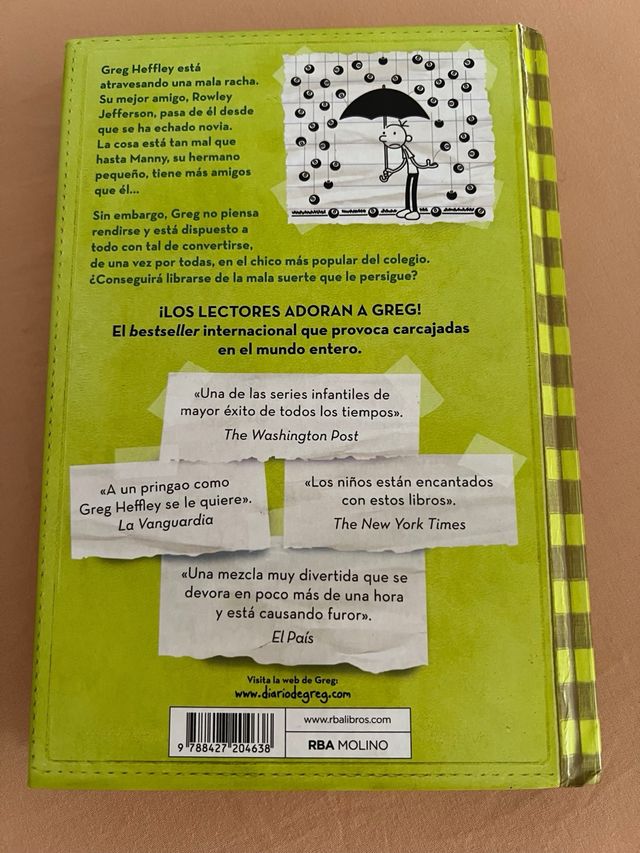 Greg Heffley está
atravesando una mala racha.
Su mejor amigo, Rowley
Jefferson, pasa de él desde
que se ha echado novia.
La cosa está tan mal que
hasta Manny, su hermano
pequeño, tiene más amigos
que él...
Sin embargo, Greg no piensa
rendirse y está dispuesto a
todo con tal de convertirse,
de una vez por todas, en el chico más popular del colegio.
¿Conseguirá librarse de la mala suerte que le persigue?
¡LOS LECTORES ADORAN A GREG!
El bestseller internacional que provoca carcajadas
en el mundo entero.
«Una de las series infantiles de
mayor éxito de todos los tiempos».
The Washington Post
«A un pringao como
Greg Heffley se le quiere».
La Vanguardia
«Los niños están encantados
con estos libros».
The New York Times
«Una mezcla muy divertida que se
devora en poco más de una hora
y está causando furor».
El País
Visita la web de Greg:
www.diariodegreg.com
9 788427 204638
www.rbalibros.com
RBA MOLINO